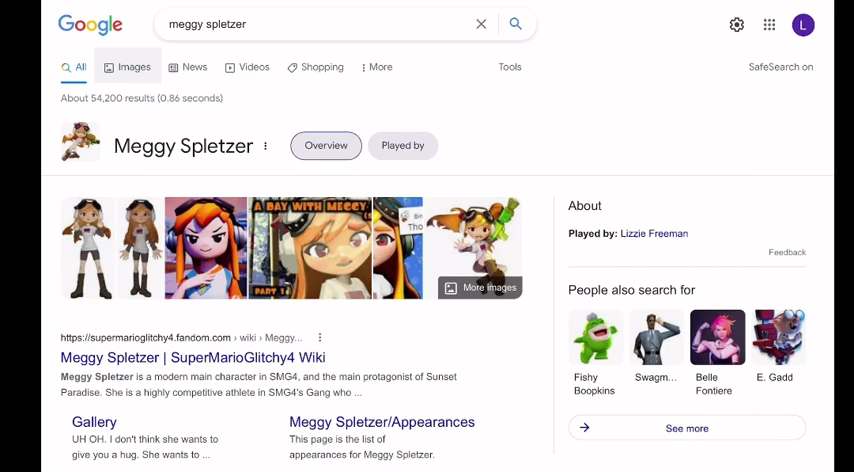 Google
meggy spletzer
L
All
Images
News
Videos
Shopping
More
Tools
SafeSearch on
About 54,200 results (0.86 seconds)
Meggy Spletzer
Overview
Played by
A DAY WITH MEGGY
PART 1
Tho
More images
About
Played by: Lizzie Freeman
Feedback
People also search for
Fishy Boopkins
Swagm...
Belle Fontiere
E. Gadd
See more
https://supermarioglitchy4.fandom.com › wiki › Meggy...
Meggy Spletzer | SuperMarioGlitchy4 Wiki
Meggy Spletzer is a modern main character in SMG4, and the main protagonist of Sunset
Paradise. She is a highly competitive athlete in SMG4's Gang who ...
Gallery
UH OH. I don't think she wants to
give you a hug. She wants to ...
Meggy Spletzer/Appearances
This page is the list of
appearances for Meggy Spletzer.